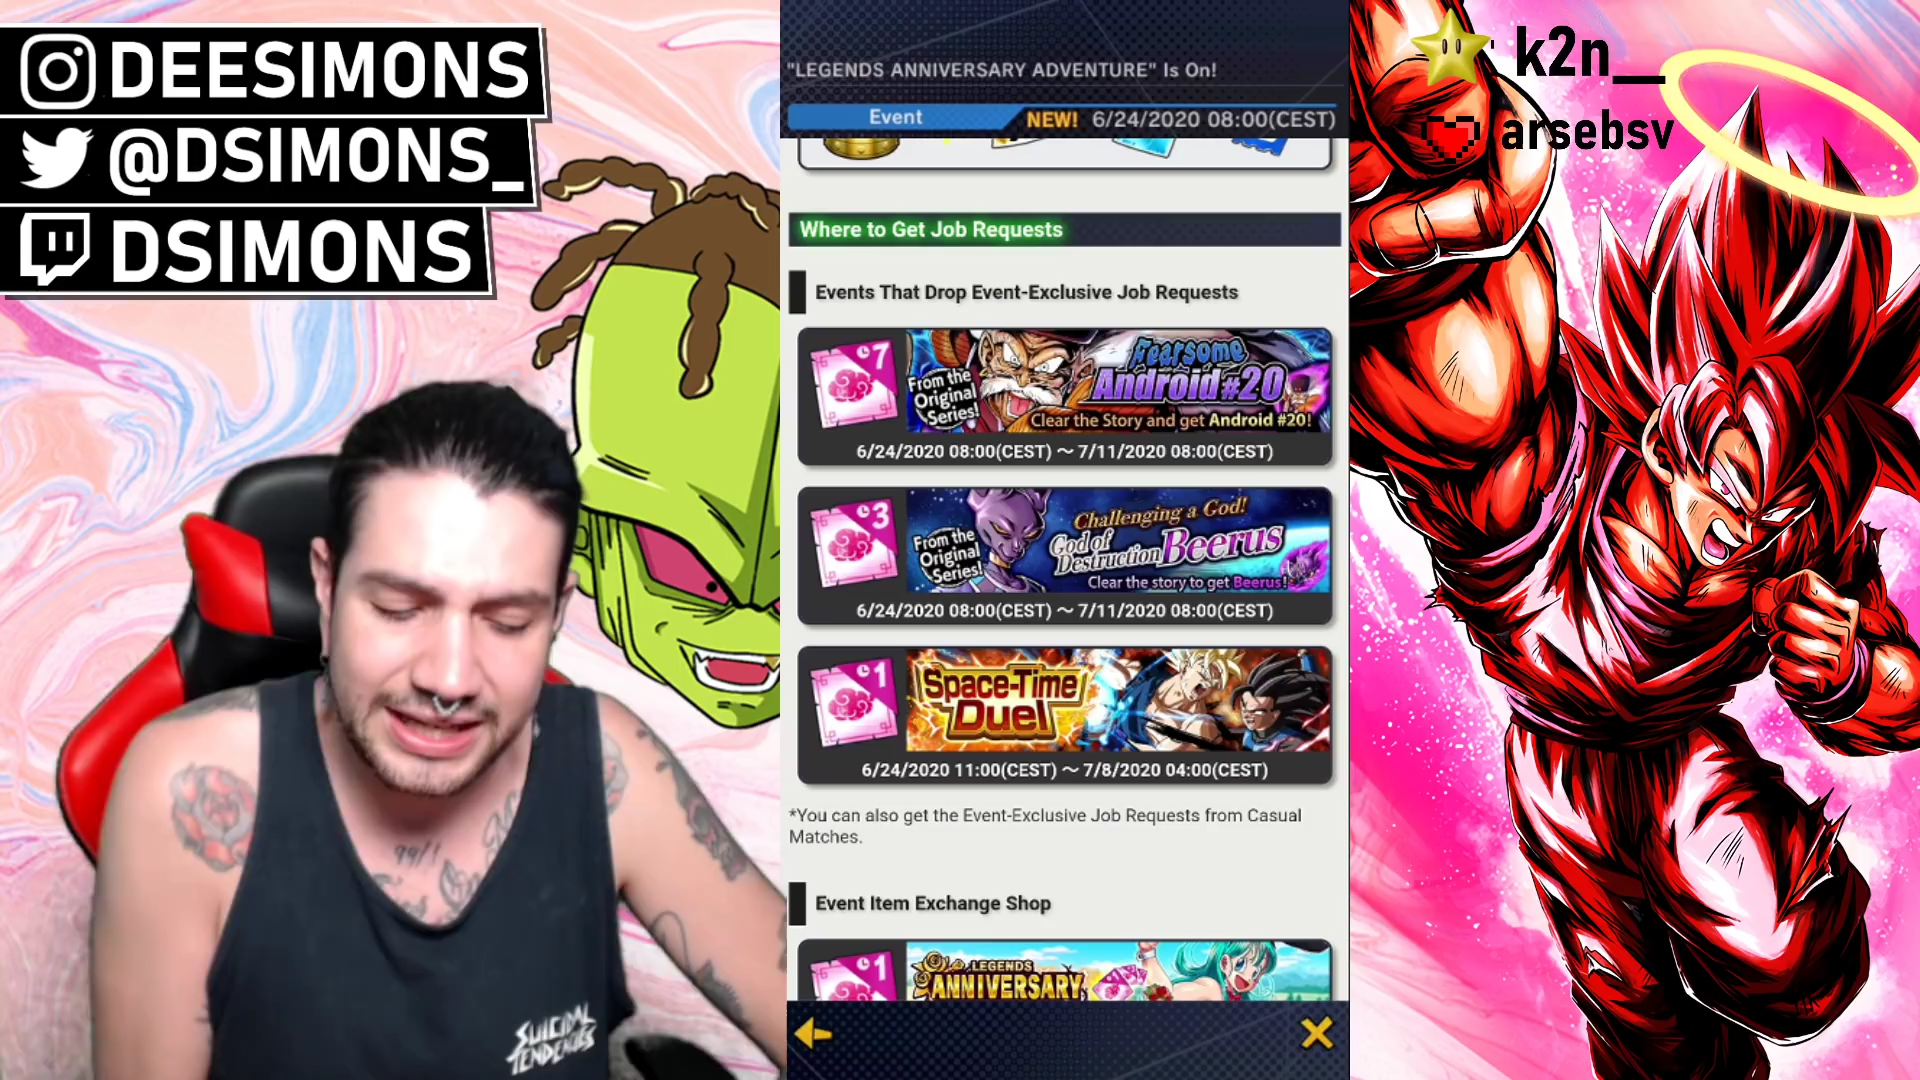 DEESIMONS
@DSIMONS_
DSIMONS
"LEGENDS ANNIVERSARY ADVENTURE" Is On!
Event NEW! 6/24/2020 08:00(CEST)
Where to Get Job Requests
Events That Drop Event-Exclusive Job Requests
7
From the Original Series!
Fearsome
Android #20
Clear the Story and get Android #20!
6/24/2020 08:00(CEST) ～ 7/11/2020 08:00(CEST)
3
From the Original Series!
Challenging a God!
God of Destruction Beerus
Clear the story to get Beerus!
6/24/2020 08:00(CEST) ～ 7/11/2020 08:00(CEST)
1
Space-Time
Duel
6/24/2020 11:00(CEST) ～ 7/8/2020 04:00(CEST)
*You can also get the Event-Exclusive Job Requests from Casual
Matches.
Event Item Exchange Shop
1
LEGENDS
ANNIVERSARY
k2n__
arsebsv
SUICIDAL
TENDENCIES